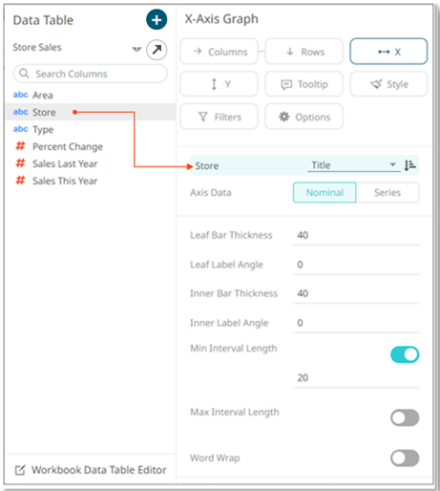 Data Table
Store Sales
Search Columns
abc Area
abc Store
abc Type
# Percent Change
# Sales Last Year
# Sales This Year
Workbook Data Table Editor
X-Axis Graph
Columns
Rows
X
Y
Tooltip
Style
Filters
Options
Store Title
Axis Data Nominal Series
Leaf Bar Thickness 40
Leaf Label Angle 0
Inner Bar Thickness 40
Inner Label Angle 0
Min Interval Length
20
Max Interval Length
Word Wrap